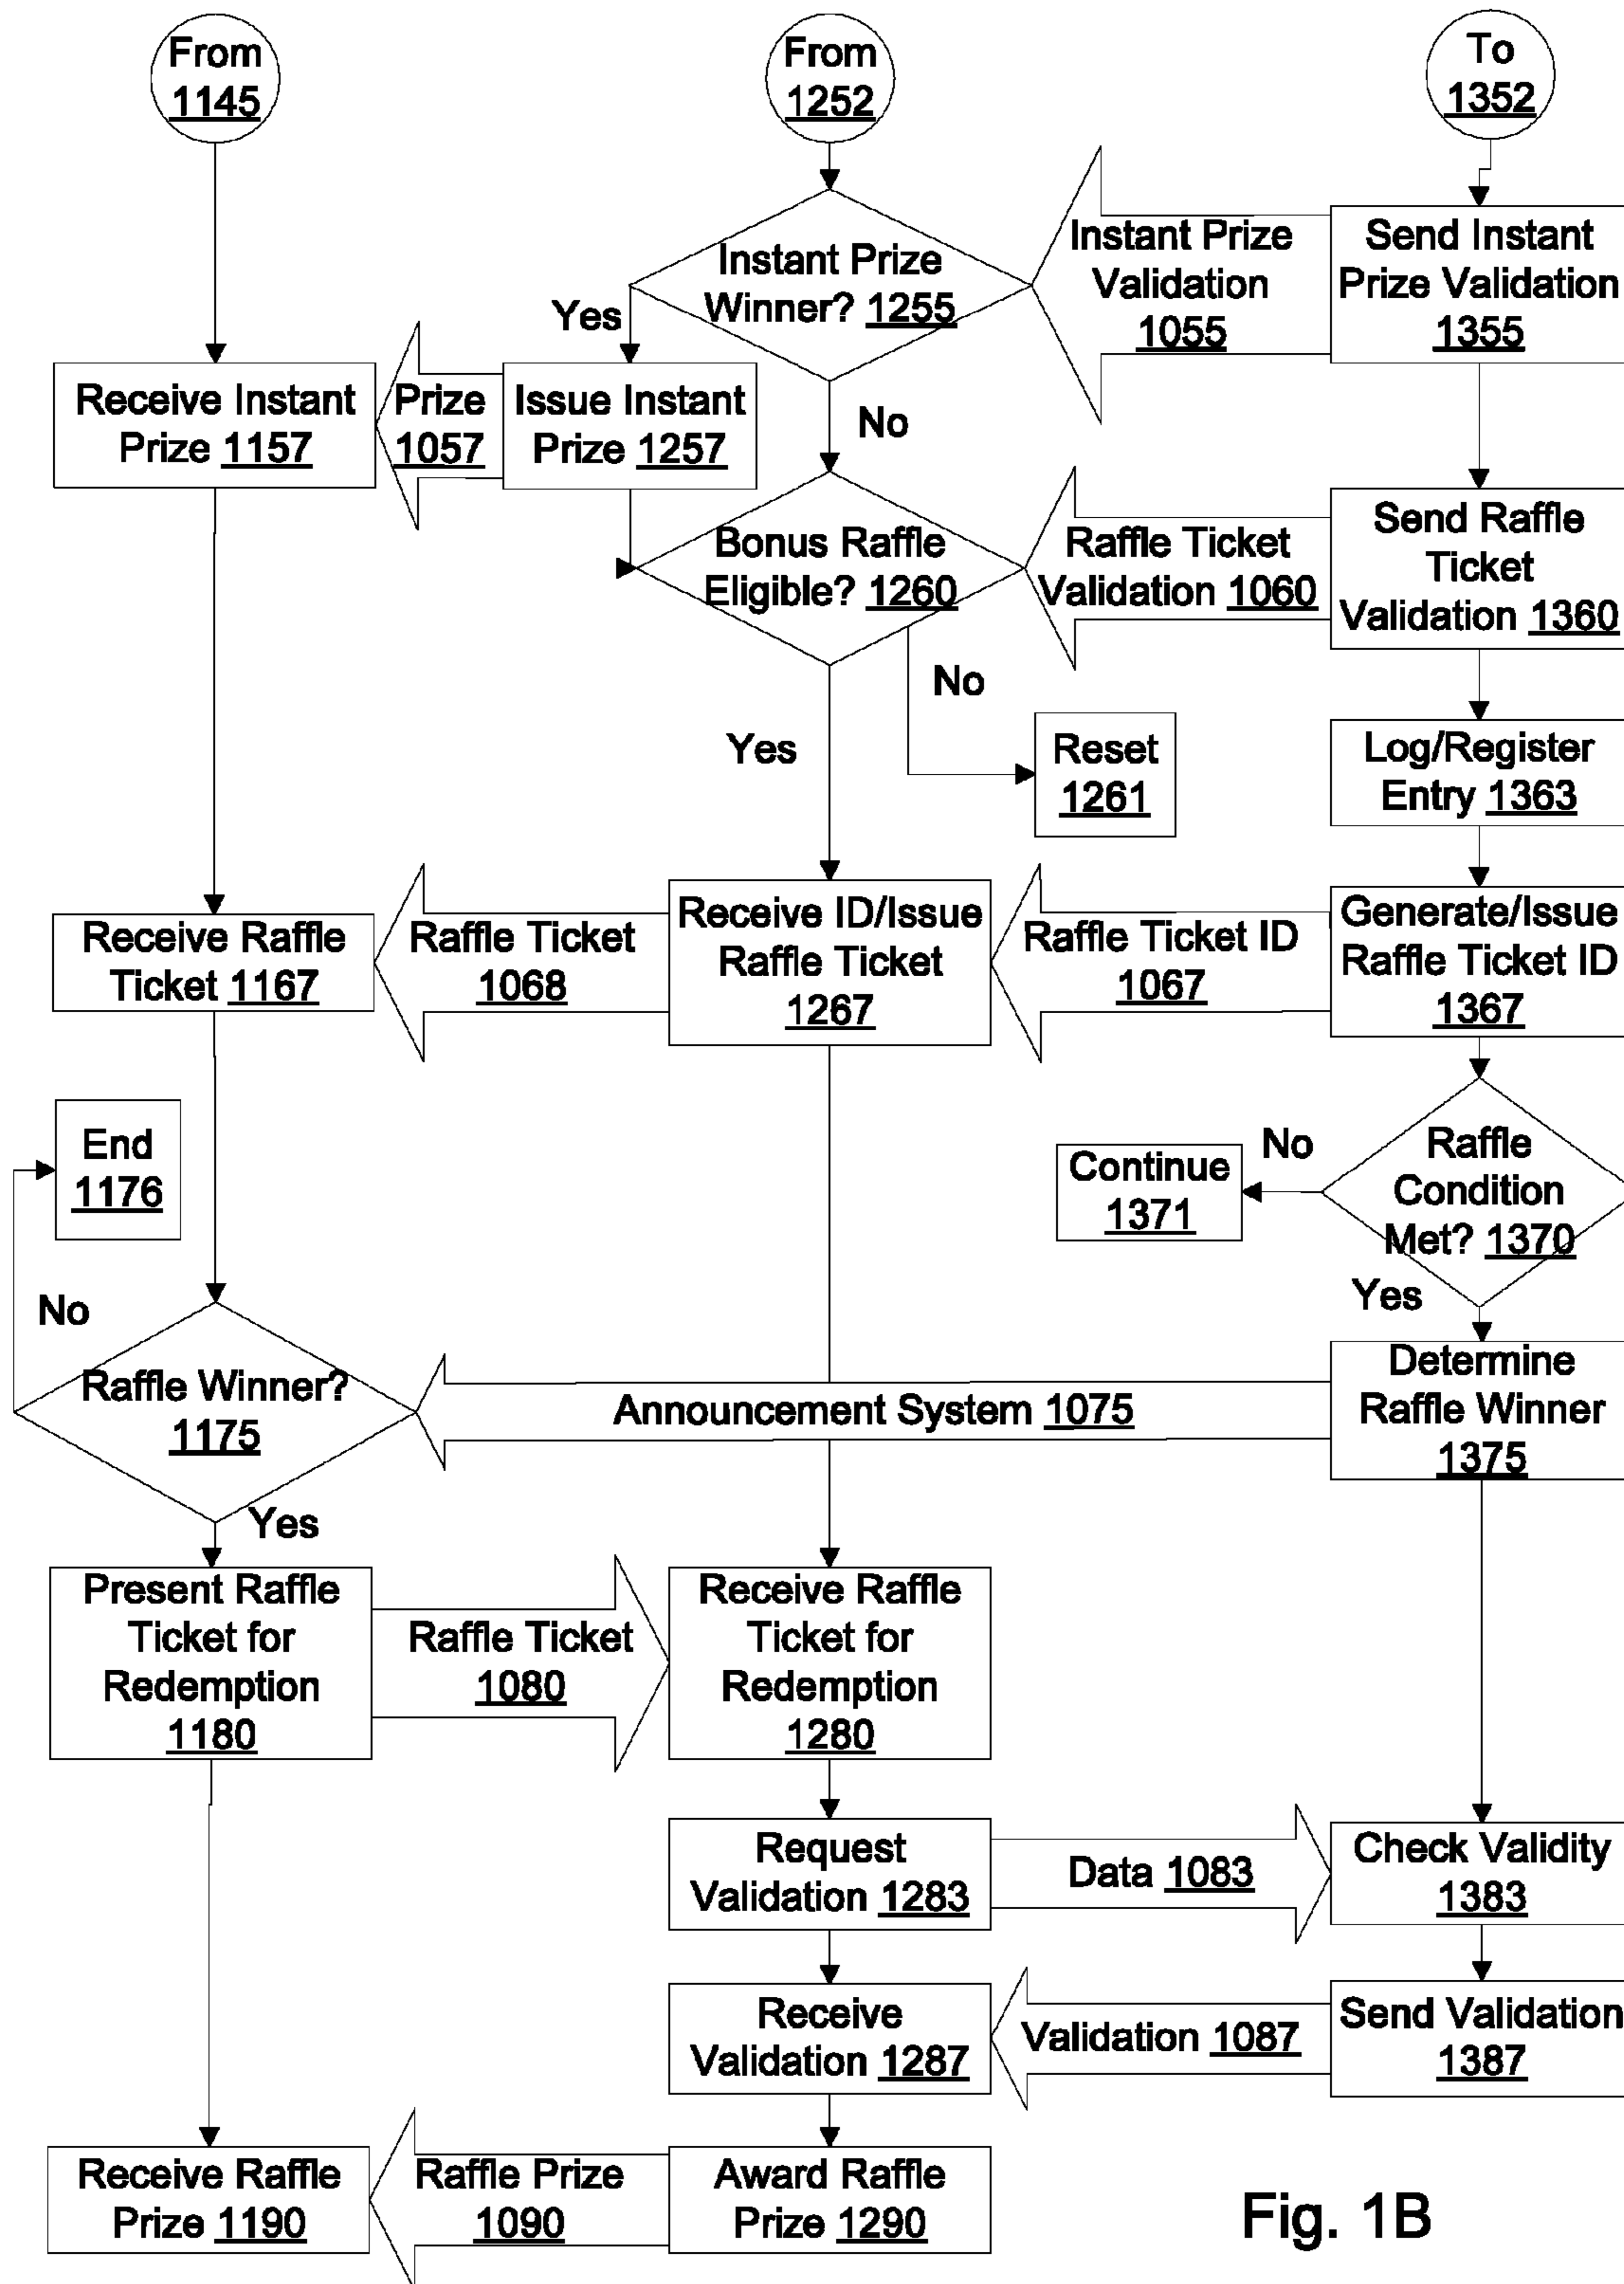 From
1145
From
1252
To
1352
Instant Prize
Winner? 1255
Instant Prize
Validation
1055
Send Instant
Prize Validation
1355
Yes
Receive Instant
Prize 1157
Prize
1057
Issue Instant
Prize 1257
No
Bonus Raffle
Eligible? 1260
Raffle Ticket
Validation 1060
Send Raffle
Ticket
Validation 1360
No
Yes
Reset
1261
Log/Register
Entry 1363
Receive Raffle
Ticket 1167
Raffle Ticket
1068
Receive ID/Issue
Raffle Ticket
1267
Raffle Ticket ID
1067
Generate/Issue
Raffle Ticket ID
1367
End
1176
Continue
1371
No
Raffle
Condition
Met? 1370
Yes
No
Raffle Winner?
1175
Announcement System 1075
Determine
Raffle Winner
1375
Yes
Present Raffle
Ticket for
Redemption
1180
Raffle Ticket
1080
Receive Raffle
Ticket for
Redemption
1280
Request
Validation 1283
Data 1083
Check Validity
1383
Receive
Validation 1287
Validation 1087
Send Validation
1387
Receive Raffle
Prize 1190
Raffle Prize
1090
Award Raffle
Prize 1290
Fig. 1B